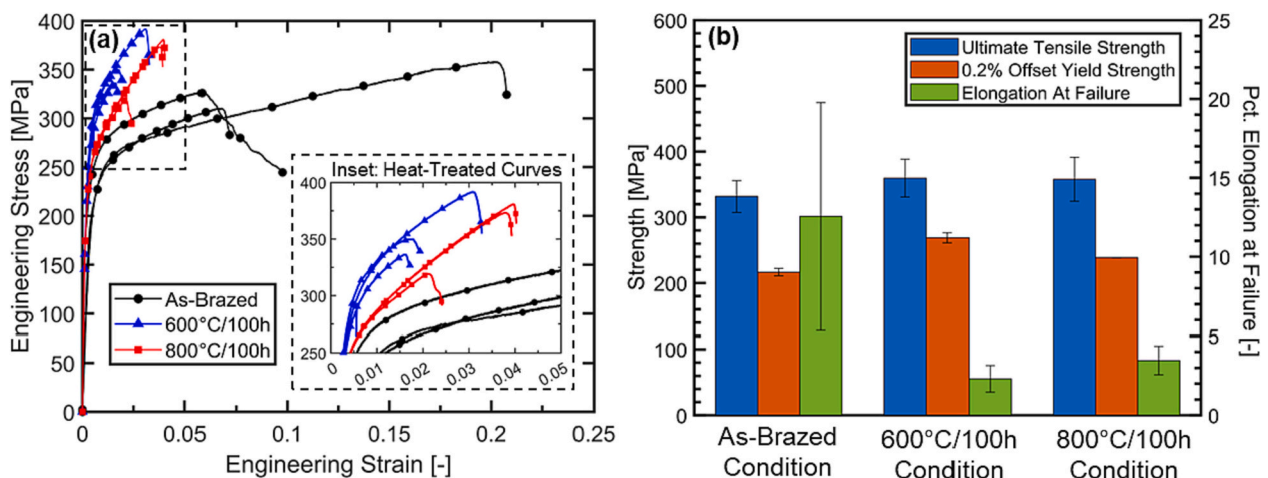 (a)
Engineering Stress [MPa]
400
350
300
250
200
150
100
50
0
0
0.05
0.1
0.15
0.2
0.25
Engineering Strain [-]
As-Brazed
600°C/100h
800°C/100h
Inset: Heat-Treated Curves
400
375
350
325
300
250
0
0.01
0.02
0.03
0.04
0.05
(b)
Strength [MPa]
600
500
400
300
200
100
0
Ultimate Tensile Strength
0.2% Offset Yield Strength
Elongation At Failure
25
20
15
10
5
0
Pct. Elongation at Failure [-]
As-Brazed
Condition
600°C/100h
Condition
800°C/100h
Condition